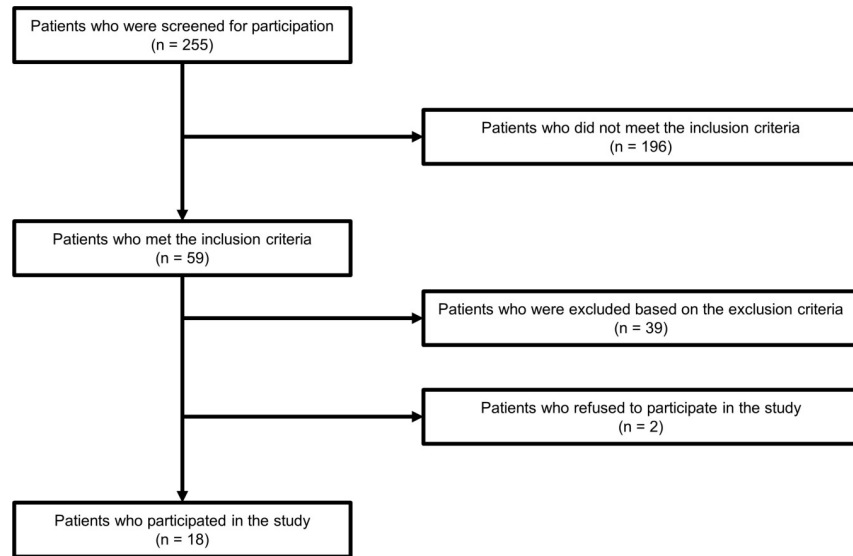 Patients who were screened for participation
(n = 255)
Patients who did not meet the inclusion criteria
(n = 196)
Patients who met the inclusion criteria
(n = 59)
Patients who were excluded based on the exclusion criteria
(n = 39)
Patients who refused to participate in the study
(n = 2)
Patients who participated in the study
(n = 18)